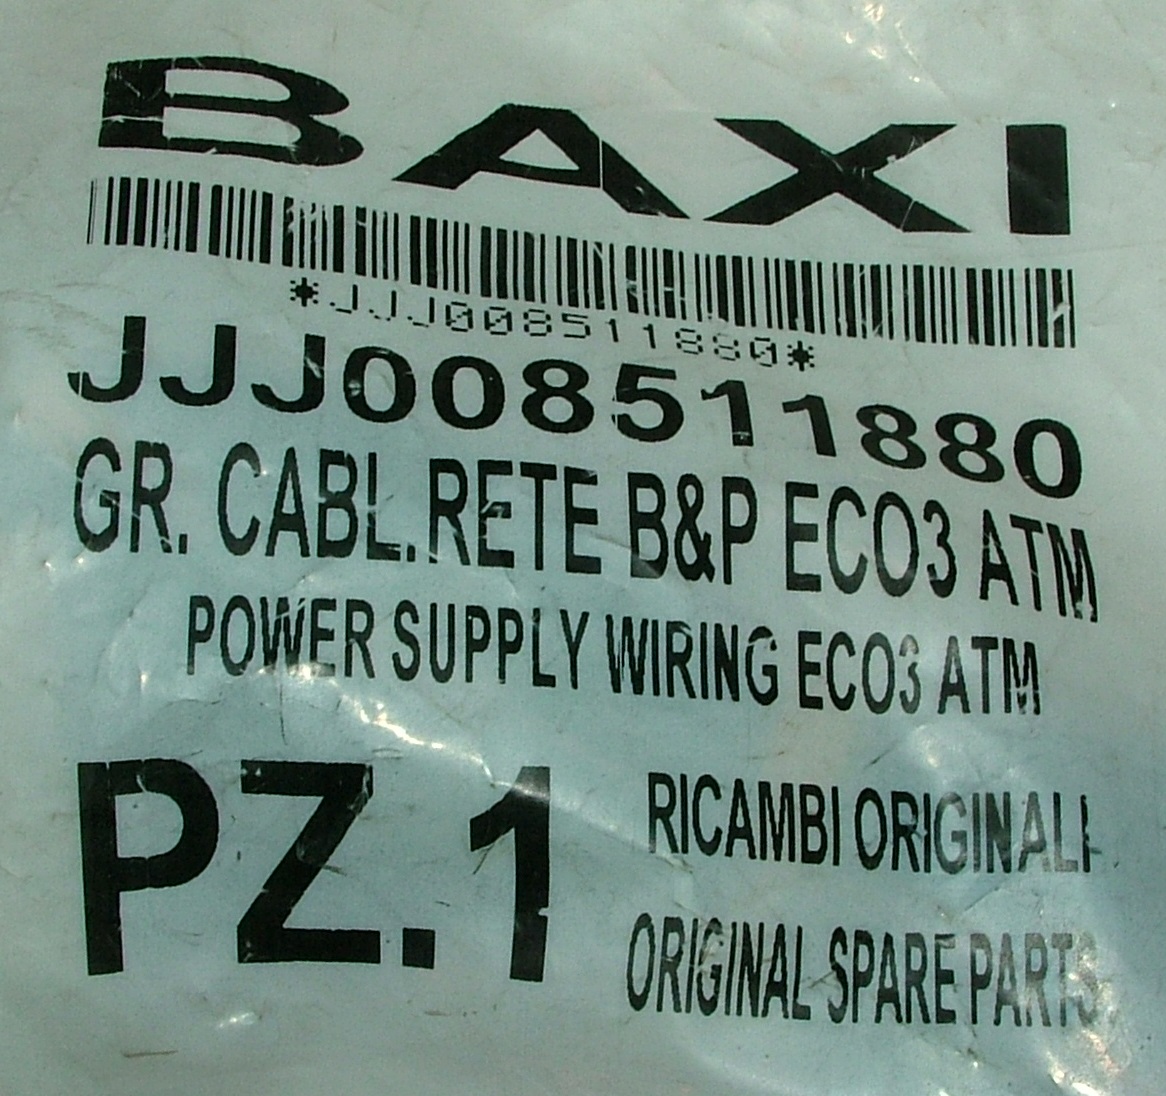 BAXI
*JJJ008511880*
JJJ008511880
GR. CABL.RETE B&P ECO3 ATM
POWER SUPPLY WIRING ECO3 ATM
PZ.1
RICAMBI ORIGINALI
ORIGINAL SPARE PARTS.